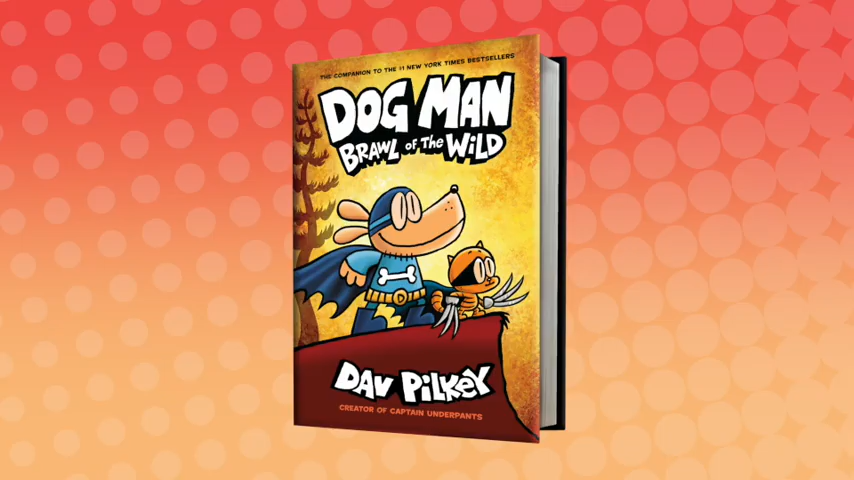 THE COMPANION TO THE #1 NEW YORK TIMES BESTSELLERS
DOG MAN
BRAWL OF THE WILD
DAV PILKEY
CREATOR OF CAPTAIN UNDERPANTS